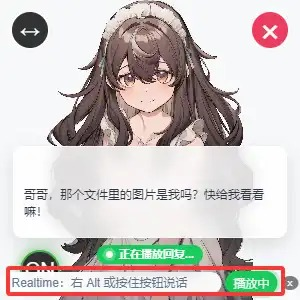 哥哥，那个文件里的图片是我吗？快给我看看
嘛！
正在播放回复...
ON
Realtime：右 Alt 或按住按钮说话
播放中